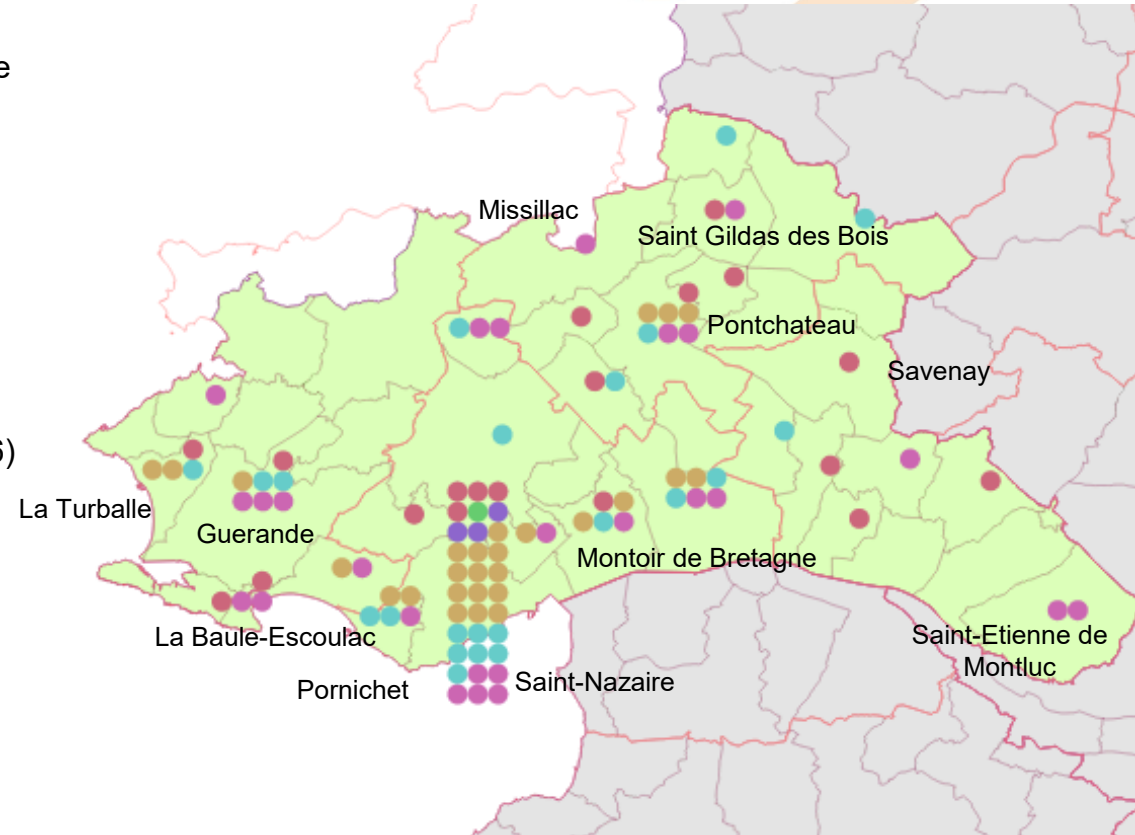 e
Missillac
Saint Gildas des Bois
Pontchateau
Savenay
6)
La Turballe
Guerande
Montoir de Bretagne
La Baule-Escoulac
Saint-Etienne de
Montluc
Pornichet
Saint-Nazaire